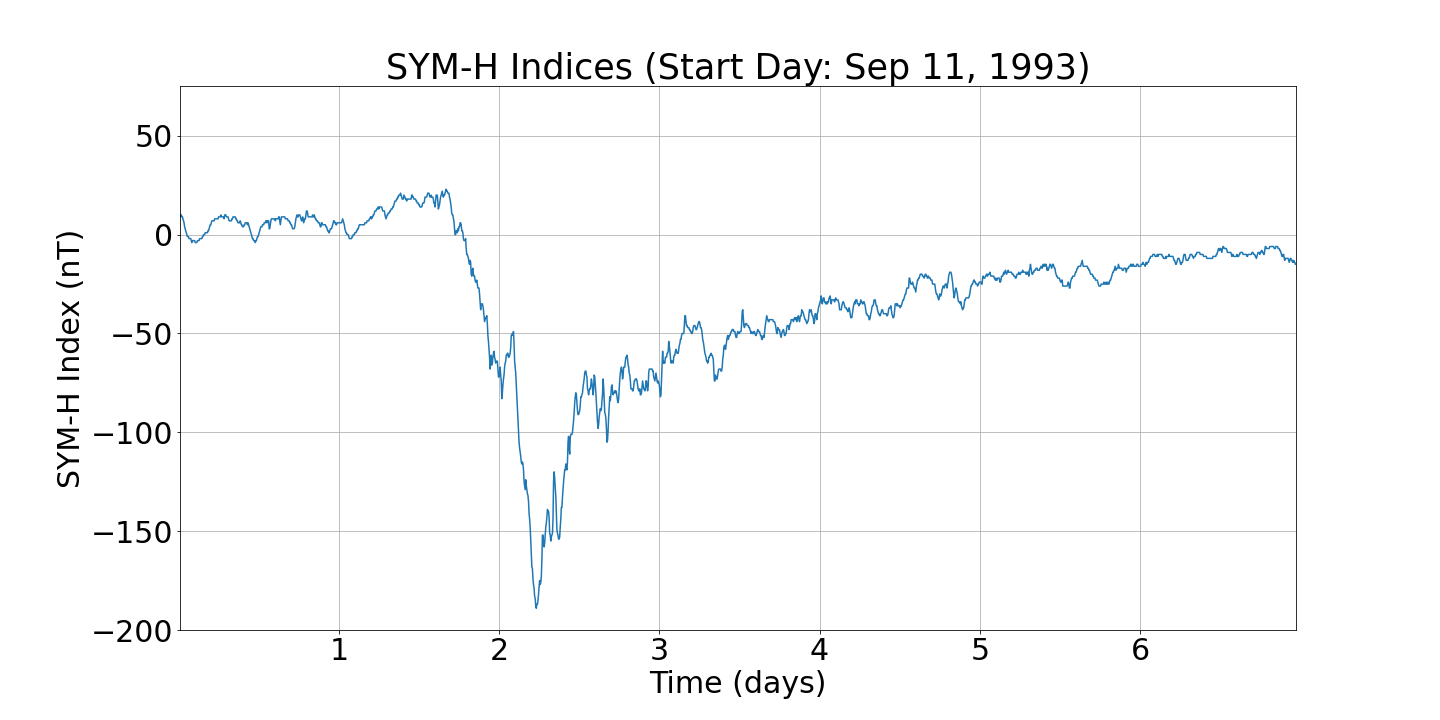 SYM-H Indices (Start Day: Sep 11, 1993)
SYM-H Index (nT)
50
0
−50
−100
−150
−200
1 2 3 4 5 6
Time (days)